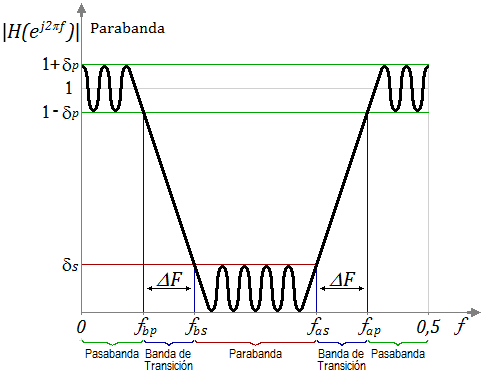 |H(e^{j2πf})| Parabanda
1+δp
1
1-δp
δs
ΔF ΔF
0 fbp fbs fas fap 0,5 f
Pasabanda Banda de Transición Parabanda Banda de Transición Pasabanda